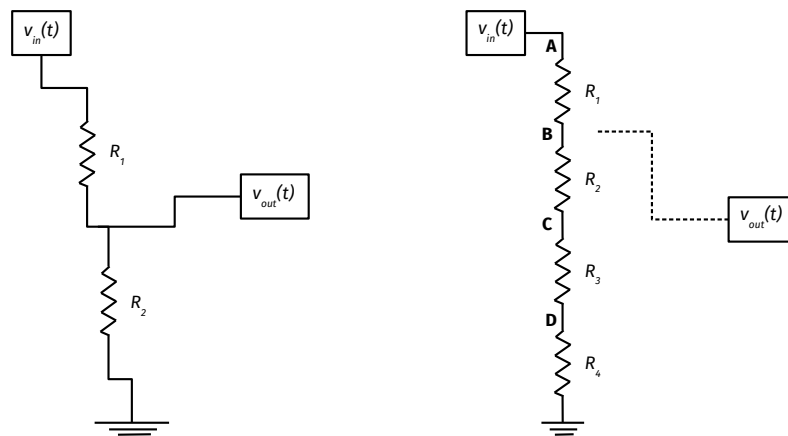 v_in(t)
R_1
v_out(t)
R_2
v_in(t)
A
R_1
B
R_2
C
v_out(t)
R_3
D
R_4